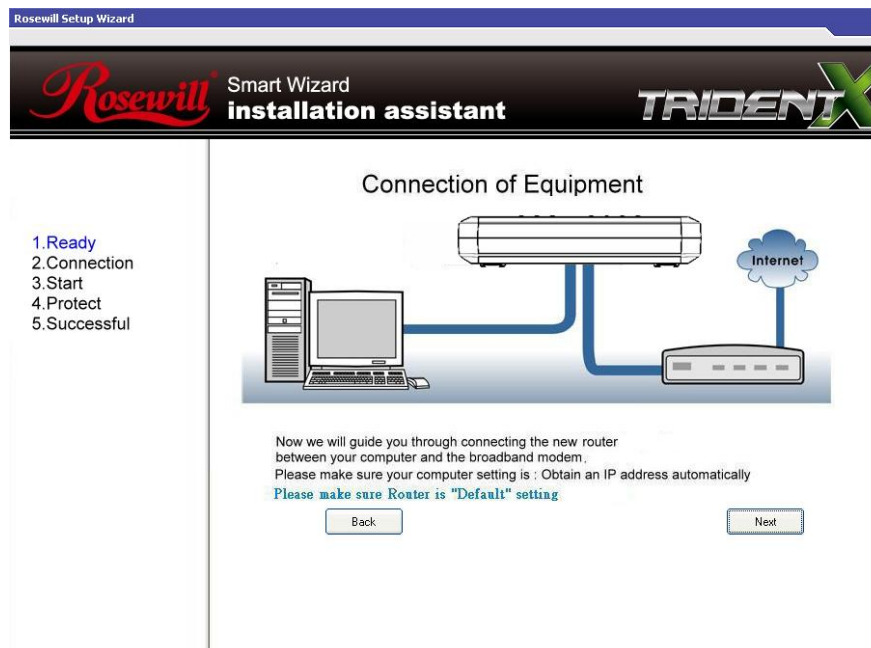 Rosewill Setup Wizard
Rosewill
Smart Wizard
installation assistant
TRIDENTX
1.Ready
2.Connection
3.Start
4.Protect
5.Successful
Connection of Equipment
Internet
Now we will guide you through connecting the new router
between your computer and the broadband modem,
Please make sure your computer setting is : Obtain an IP address automatically
Please make sure Router is "Default" setting
Back
Next